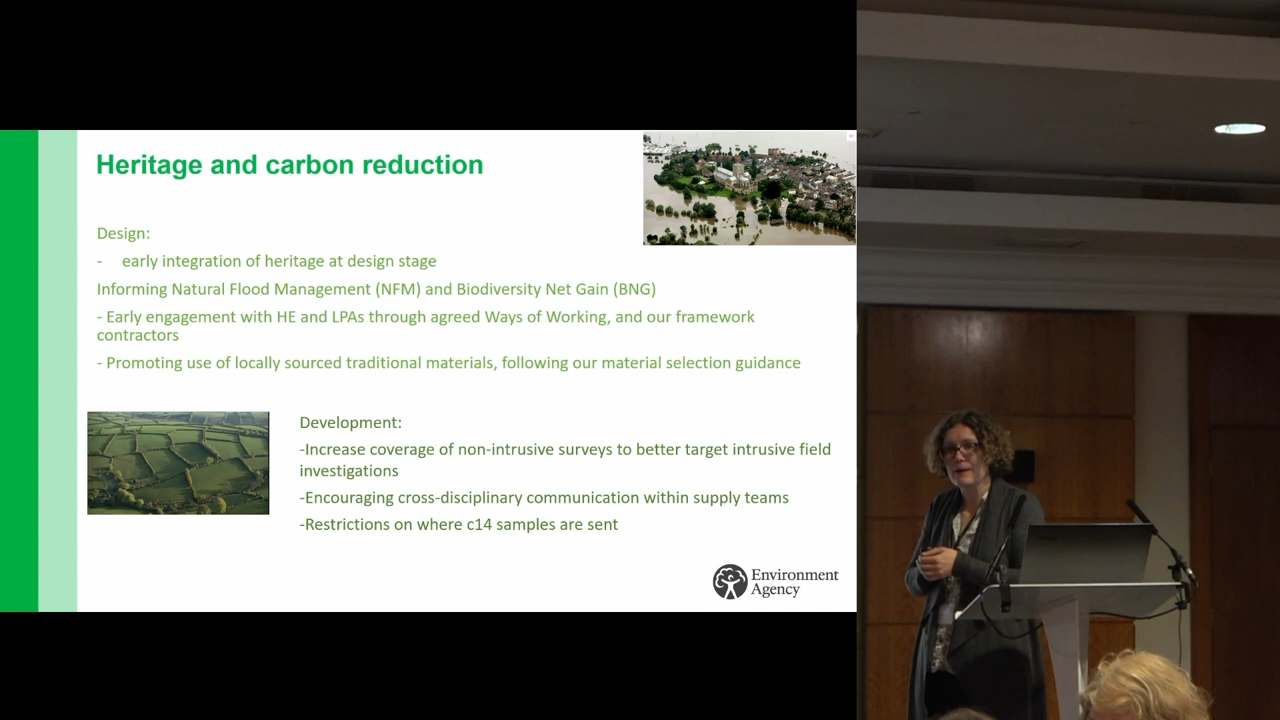 Heritage and carbon reduction
Design:
- early integration of heritage at design stage
Informing Natural Flood Management (NFM) and Biodiversity Net Gain (BNG)
- Early engagement with HE and LPAs through agreed Ways of Working, and our framework
contractors
- Promoting use of locally sourced traditional materials, following our material selection guidance
Development:
-Increase coverage of non-intrusive surveys to better target intrusive field
investigations
-Encouraging cross-disciplinary communication within supply teams
-Restrictions on where c14 samples are sent
Environment
Agency